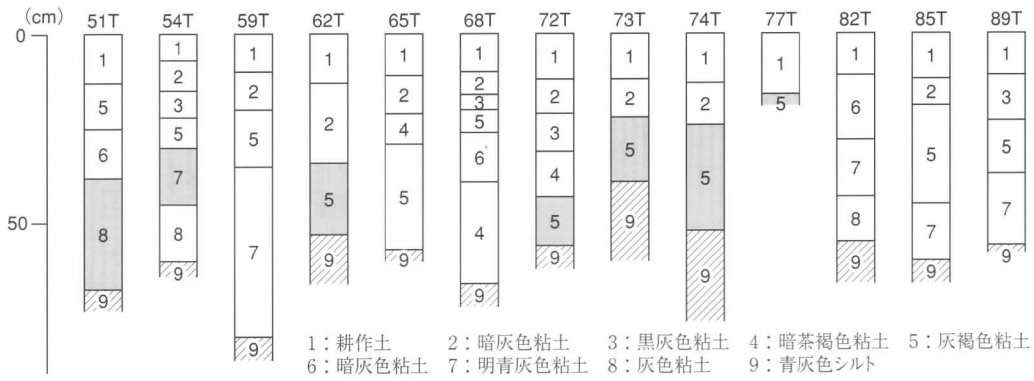 (cm) 51T 54T 59T 62T 65T 68T 72T 73T 74T 77T 82T 85T 89T
0
50
1 5 6 8 9
1 2 3 5 7 8 9
1 2 5 7 9
1 2 5 9
1 2 4 5 9
1 2 3 5 6 4 9
1 2 3 4 5 9
1 2 5 9
1 2 5 9
1 5
1 6 7 8 9
1 2 5 7 9
1 3 5 7 9
1：耕作土 2：暗灰色粘土 3：黒灰色粘土 4：暗茶褐色粘土 5：灰褐色粘土
6：暗灰色粘土 7：明青灰色粘土 8：灰色粘土 9：青灰色シルト